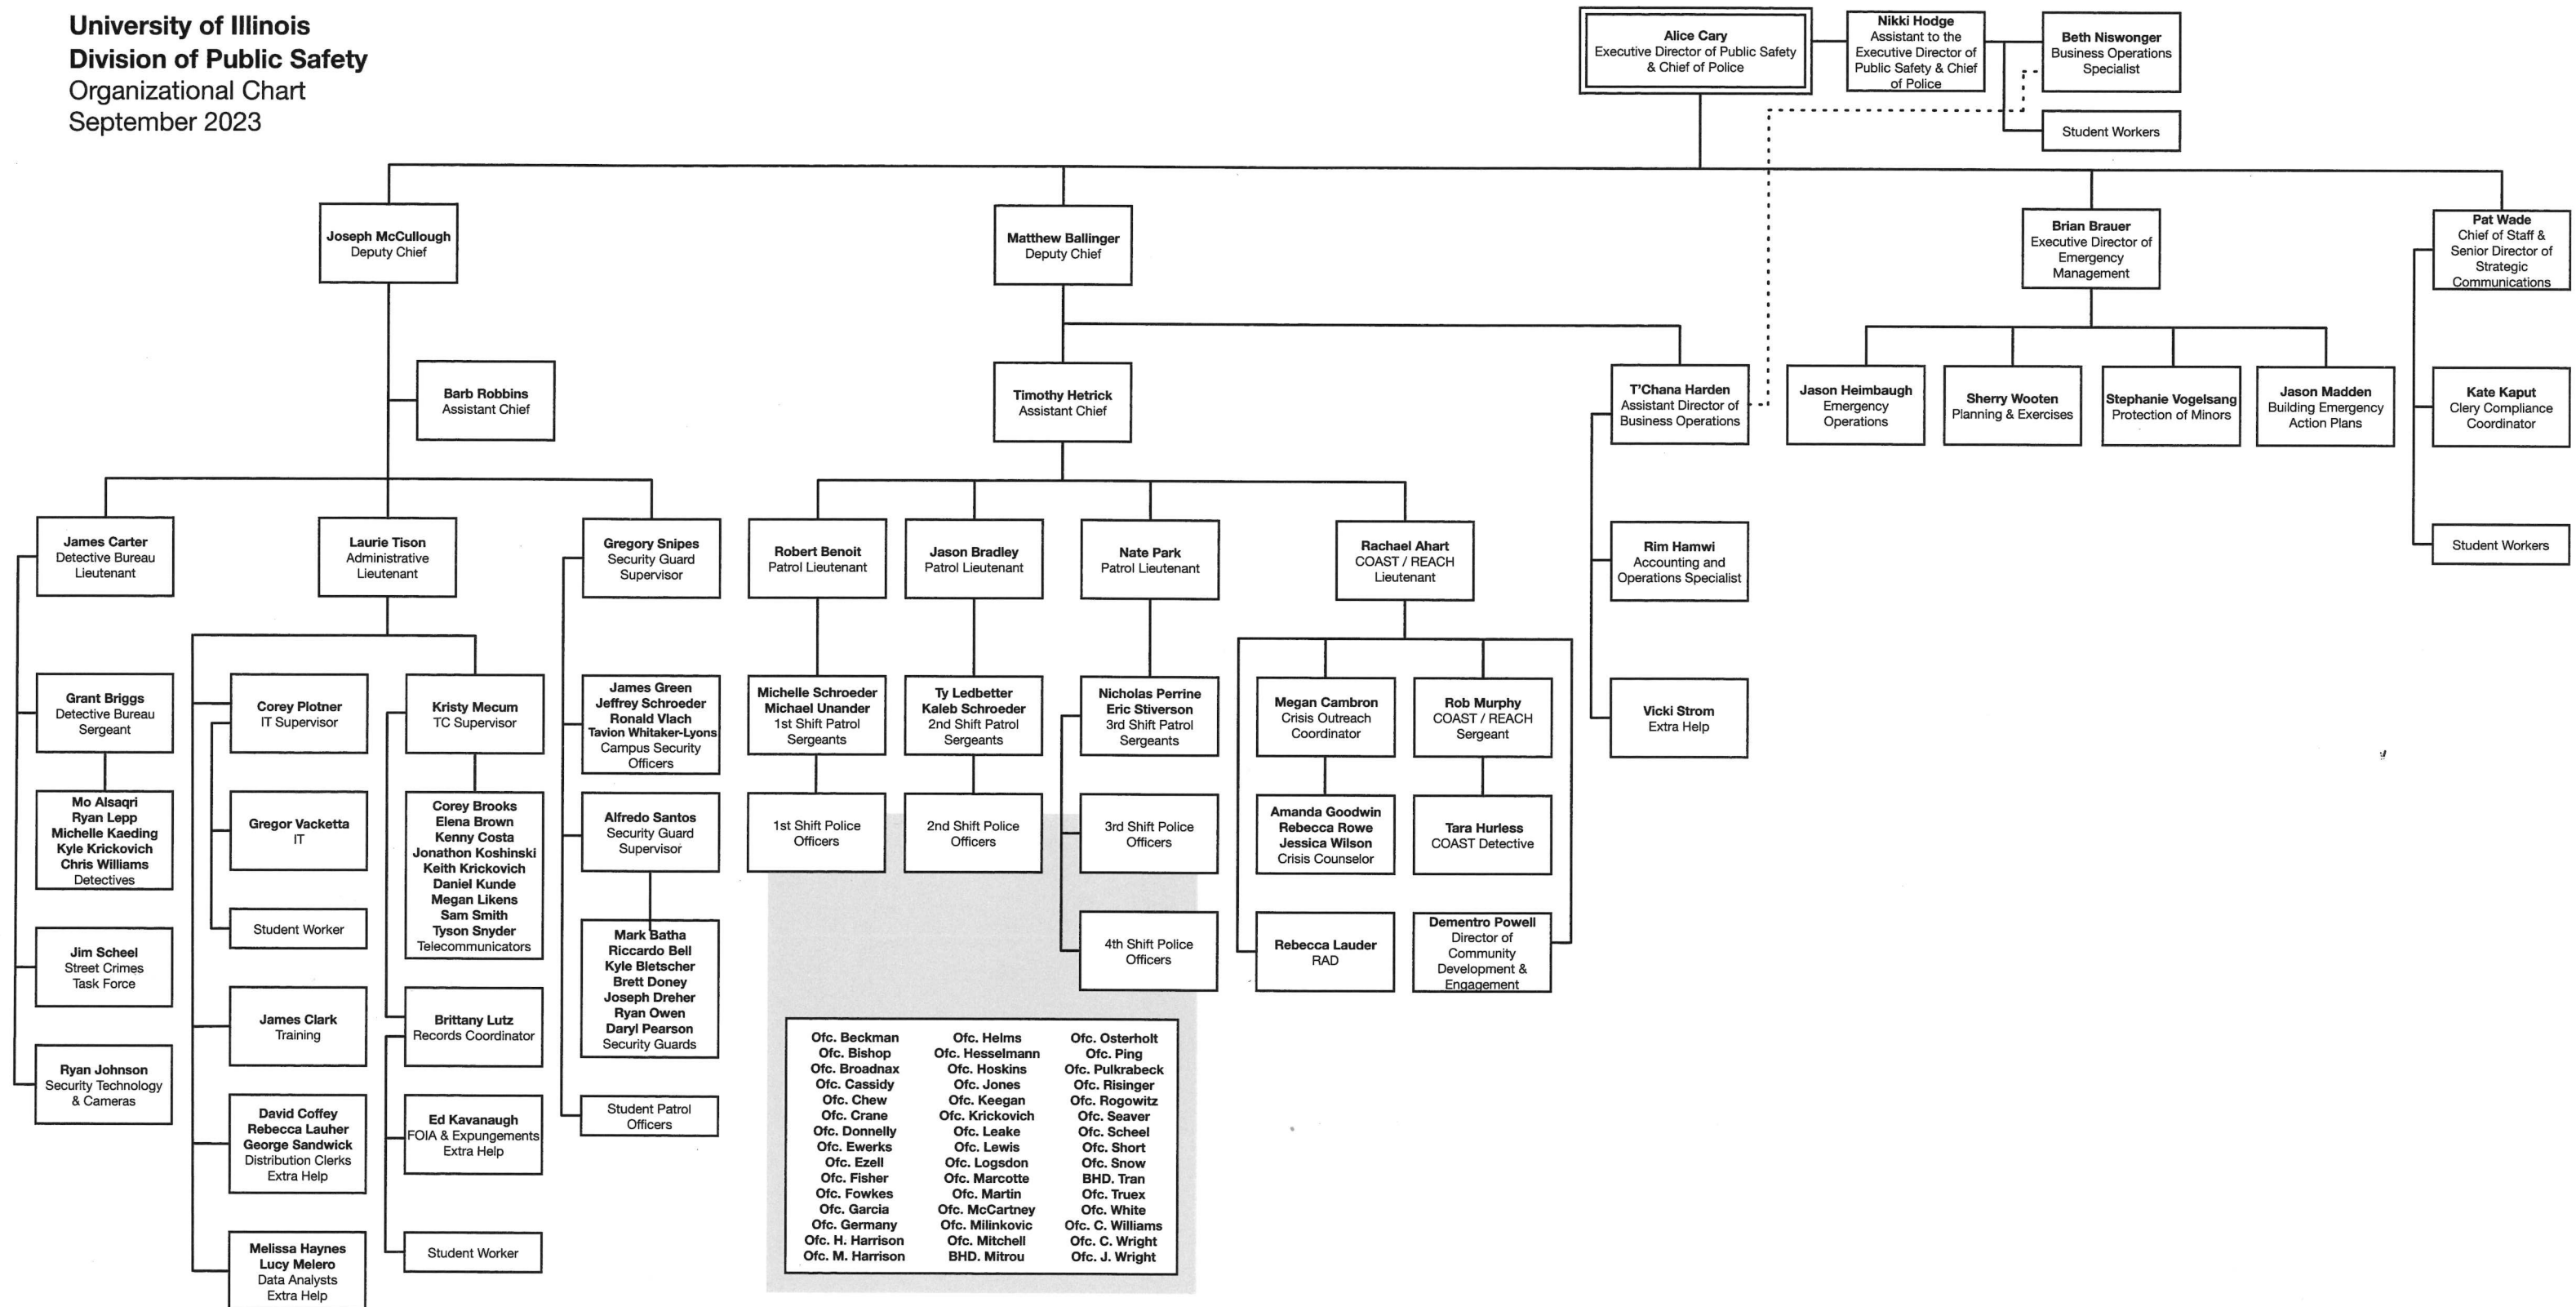 University of Illinois
Division of Public Safety
Organizational Chart
September 2023
Alice Cary
Executive Director of Public Safety
& Chief of Police
Nikki Hodge
Assistant to the
Executive Director of
Public Safety & Chief
of Police
Beth Niswonger
Business Operations
Specialist
Student Workers
Joseph McCullough
Deputy Chief
Matthew Ballinger
Deputy Chief
Brian Brauer
Executive Director of
Emergency
Management
Pat Wade
Chief of Staff &
Senior Director of
Strategic
Communications
Barb Robbins
Assistant Chief
Timothy Hetrick
Assistant Chief
T'Chana Harden
Assistant Director of
Business Operations
Jason Heimbaugh
Emergency
Operations
Sherry Wooten
Planning & Exercises
Stephanie Vogelsang
Protection of Minors
Jason Madden
Building Emergency
Action Plans
Kate Kaput
Clery Compliance
Coordinator
James Carter
Detective Bureau
Lieutenant
Laurie Tison
Administrative
Lieutenant
Gregory Snipes
Security Guard
Supervisor
Robert Benoit
Patrol Lieutenant
Jason Bradley
Patrol Lieutenant
Nate Park
Patrol Lieutenant
Rachael Ahart
COAST / REACH
Lieutenant
Rim Hamwi
Accounting and
Operations Specialist
Student Workers
Grant Briggs
Detective Bureau
Sergeant
Corey Plotner
IT Supervisor
Kristy Mecum
TC Supervisor
James Green
Jeffrey Schroeder
Ronald Vlach
Tavion Whitaker-Lyons
Campus Security
Officers
Michelle Schroeder
Michael Unander
1st Shift Patrol
Sergeants
Ty Ledbetter
Kaleb Schroeder
2nd Shift Patrol
Sergeants
Nicholas Perrine
Eric Stiverson
3rd Shift Patrol
Sergeants
Megan Cambron
Crisis Outreach
Coordinator
Rob Murphy
COAST / REACH
Sergeant
Vicki Strom
Extra Help
Mo Alsaqri
Ryan Lepp
Michelle Kaeding
Kyle Krickovich
Chris Williams
Detectives
Gregor Vacketta
IT
Corey Brooks
Elena Brown
Kenny Costa
Jonathon Koshinski
Keith Krickovich
Daniel Kunde
Megan Likens
Sam Smith
Tyson Snyder
Telecommunicators
Alfredo Santos
Security Guard
Supervisor
1st Shift Police
Officers
2nd Shift Police
Officers
3rd Shift Police
Officers
Amanda Goodwin
Rebecca Rowe
Jessica Wilson
Crisis Counselor
Tara Hurless
COAST Detective
Jim Scheel
Street Crimes
Task Force
Student Worker
Mark Batha
Riccardo Bell
Kyle Bletscher
Brett Doney
Joseph Dreher
Ryan Owen
Daryl Pearson
Security Guards
4th Shift Police
Officers
Rebecca Lauder
RAD
Dementro Powell
Director of
Community
Development &
Engagement
Ryan Johnson
Security Technology
& Cameras
James Clark
Training
Brittany Lutz
Records Coordinator
David Coffey
Rebecca Lauher
George Sandwick
Distribution Clerks
Extra Help
Ed Kavanaugh
FOIA & Expungements
Extra Help
Student Patrol
Officers
Melissa Haynes
Lucy Melero
Data Analysts
Extra Help
Student Worker
Ofc. Beckman
Ofc. Bishop
Ofc. Broadnax
Ofc. Cassidy
Ofc. Chew
Ofc. Crane
Ofc. Donnelly
Ofc. Ewerks
Ofc. Ezell
Ofc. Fisher
Ofc. Fowkes
Ofc. Garcia
Ofc. Germany
Ofc. H. Harrison
Ofc. M. Harrison
Ofc. Helms
Ofc. Hesselmann
Ofc. Hoskins
Ofc. Jones
Ofc. Keegan
Ofc. Krickovich
Ofc. Leake
Ofc. Lewis
Ofc. Logsdon
Ofc. Marcotte
Ofc. Martin
Ofc. McCartney
Ofc. Milinkovic
Ofc. Mitchell
BHD. Mitrou
Ofc. Osterholt
Ofc. Ping
Ofc. Pulkrabeck
Ofc. Risinger
Ofc. Rogowitz
Ofc. Seaver
Ofc. Scheel
Ofc. Short
Ofc. Snow
BHD. Tran
Ofc. Truex
Ofc. White
Ofc. C. Williams
Ofc. C. Wright
Ofc. J. Wright